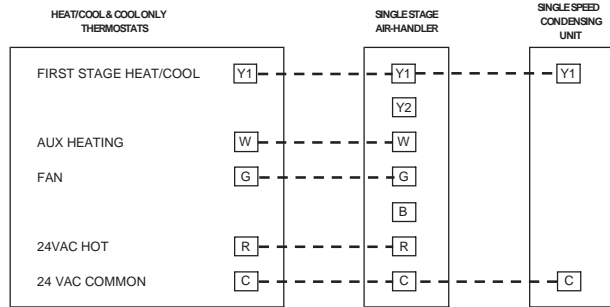 HEAT/COOL & COOL ONLY
THERMOSTATS
SINGLE STAGE
AIR-HANDLER
SINGLE SPEED
CONDENSING
UNIT
FIRST STAGE HEAT/COOL Y1 Y1 Y1
Y2
AUX HEATING W W
FAN G G
B
24VAC HOT R R
24 VAC COMMON C C C